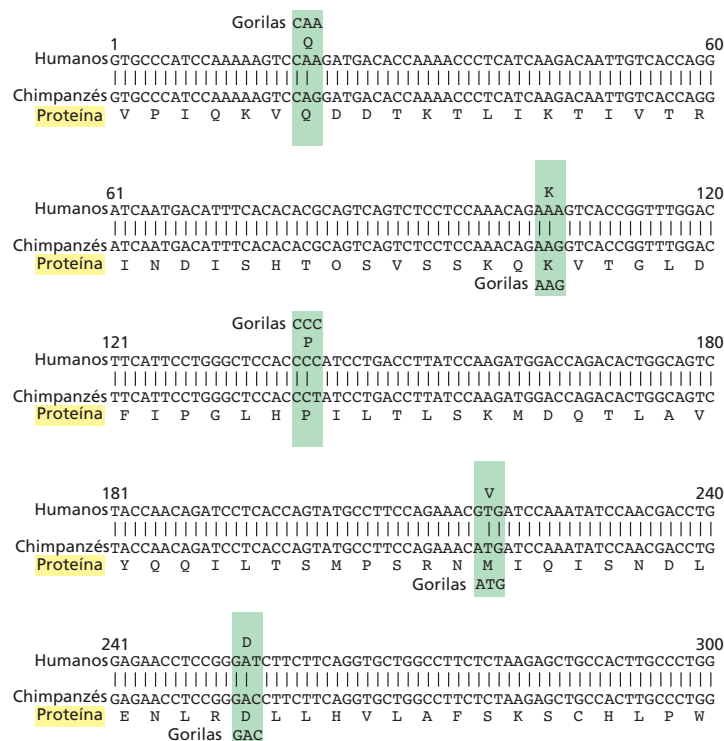 Gorilas CAA
Q
1 60
Humanos GTGCCCATCCAAAAAGTCCAAGATGACACCAAAACCCTCATCAAGACAATTGTCACCAGG
Chimpanzés GTGCCCATCCAAAAAGTCCAGGATGACACCAAAACCCTCATCAAGACAATTGTCACCAGG
Proteína V P I Q K V Q D D T K T L I K T I V T R
61 K 120
Humanos ATCAATGACATTTCACACACGCAGTCAGTCTCCTCCAAACAGAAAGTCACCGGTTTGGAC
Chimpanzés ATCAATGACATTTCACACACGCAGTCAGTCTCCTCCAAACAGAAGGTCACCGGTTTGGAC
Proteína I N D I S H T O S V S S K Q K V T G L D
Gorilas AAG
Gorilas CCC
P
121 180
Humanos TTCATTCCTGGGCTCCACCCCATCCTGACCTTATCCAAGATGGACCAGACACTGGCAGTC
Chimpanzés TTCATTCCTGGGCTCCACCCTATCCTGACCTTATCCAAGATGGACCAGACACTGGCAGTC
Proteína F I P G L H P I L T L S K M D Q T L A V
181 V 240
Humanos TACCAACAGATCCTCACCAGTATGCCTTCCAGAAACGTGATCCAAATATCCAACGACCTG
Chimpanzés TACCAACAGATCCTCACCAGTATGCCTTCCAGAAACATGATCCAAATATCCAACGACCTG
Proteína Y Q Q I L T S M P S R N M I Q I S N D L
Gorilas ATG
241 D 300
Humanos GAGAACCTCCGGGATCTTCTTCAGGTGCTGGCCTTCTCTAAGAGCTGCCACTTGCCCTGG
Chimpanzés GAGAACCTCCGGGACCTTCTTCAGGTGCTGGCCTTCTCTAAGAGCTGCCACTTGCCCTGG
Proteína E N L R D L L H V L A F S K S C H L P W
Gorilas GAC